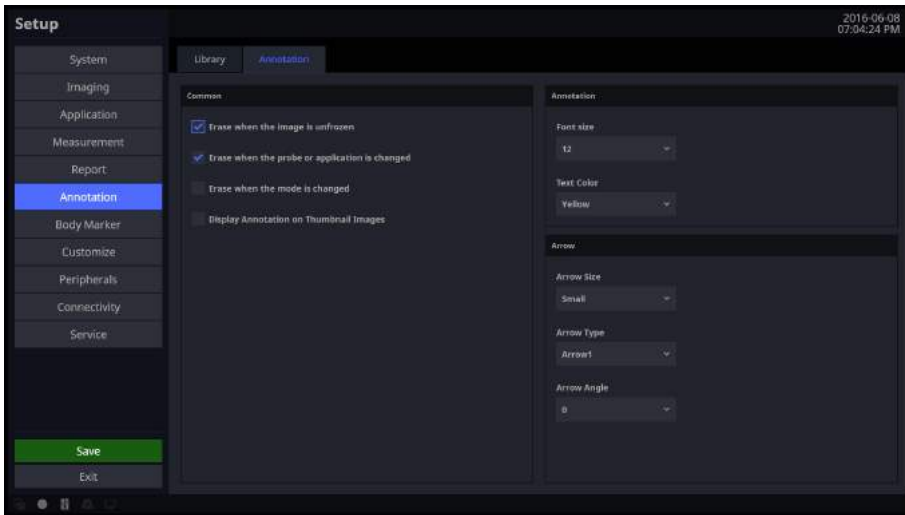 Setup
2016-06-08
07:04:24 PM
System
Imaging
Application
Measurement
Report
Annotation
Body Marker
Customize
Peripherals
Connectivity
Service
Save
Exit
Library
Annotation
Common
Erase when the image is unfrozen
Erase when the probe or application is changed
Erase when the mode is changed
Display Annotation on Thumbnail Images
Annotation
Font size
12
Text Color
Yellow
Arrow
Arrow Size
Small
Arrow Type
Arrow1
Arrow Angle
0